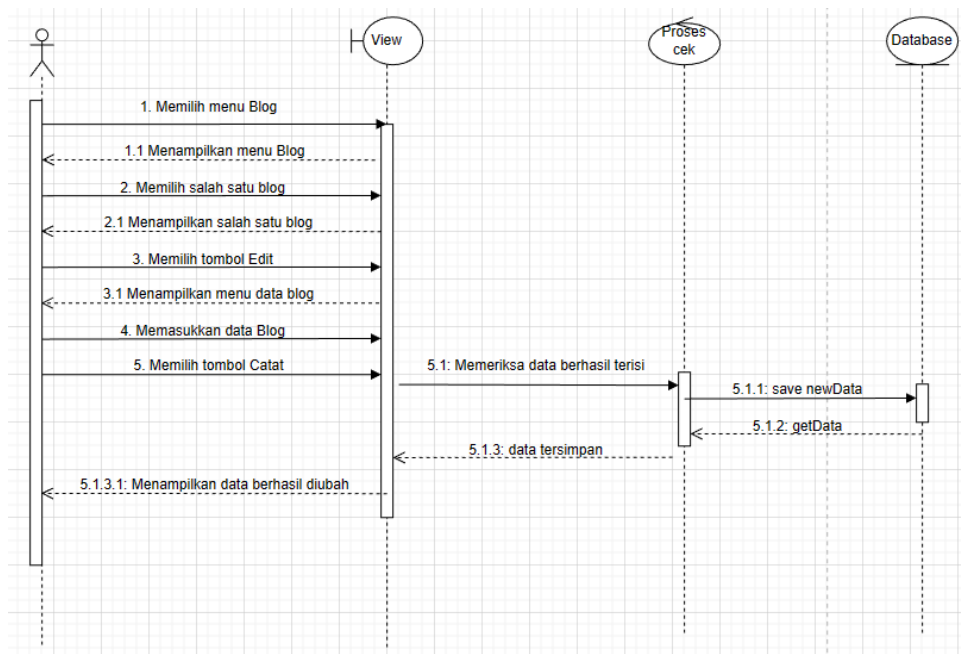 View
Proses
cek
Database
1. Memilih menu Blog
1.1 Menampilkan menu Blog
2. Memilih salah satu blog
2.1 Menampilkan salah satu blog
3. Memilih tombol Edit
3.1 Menampilkan menu data blog
4. Memasukkan data Blog
5. Memilih tombol Catat
5.1: Memeriksa data berhasil terisi
5.1.1: save newData
5.1.2: getData
5.1.3: data tersimpan
5.1.3.1: Menampilkan data berhasil diubah